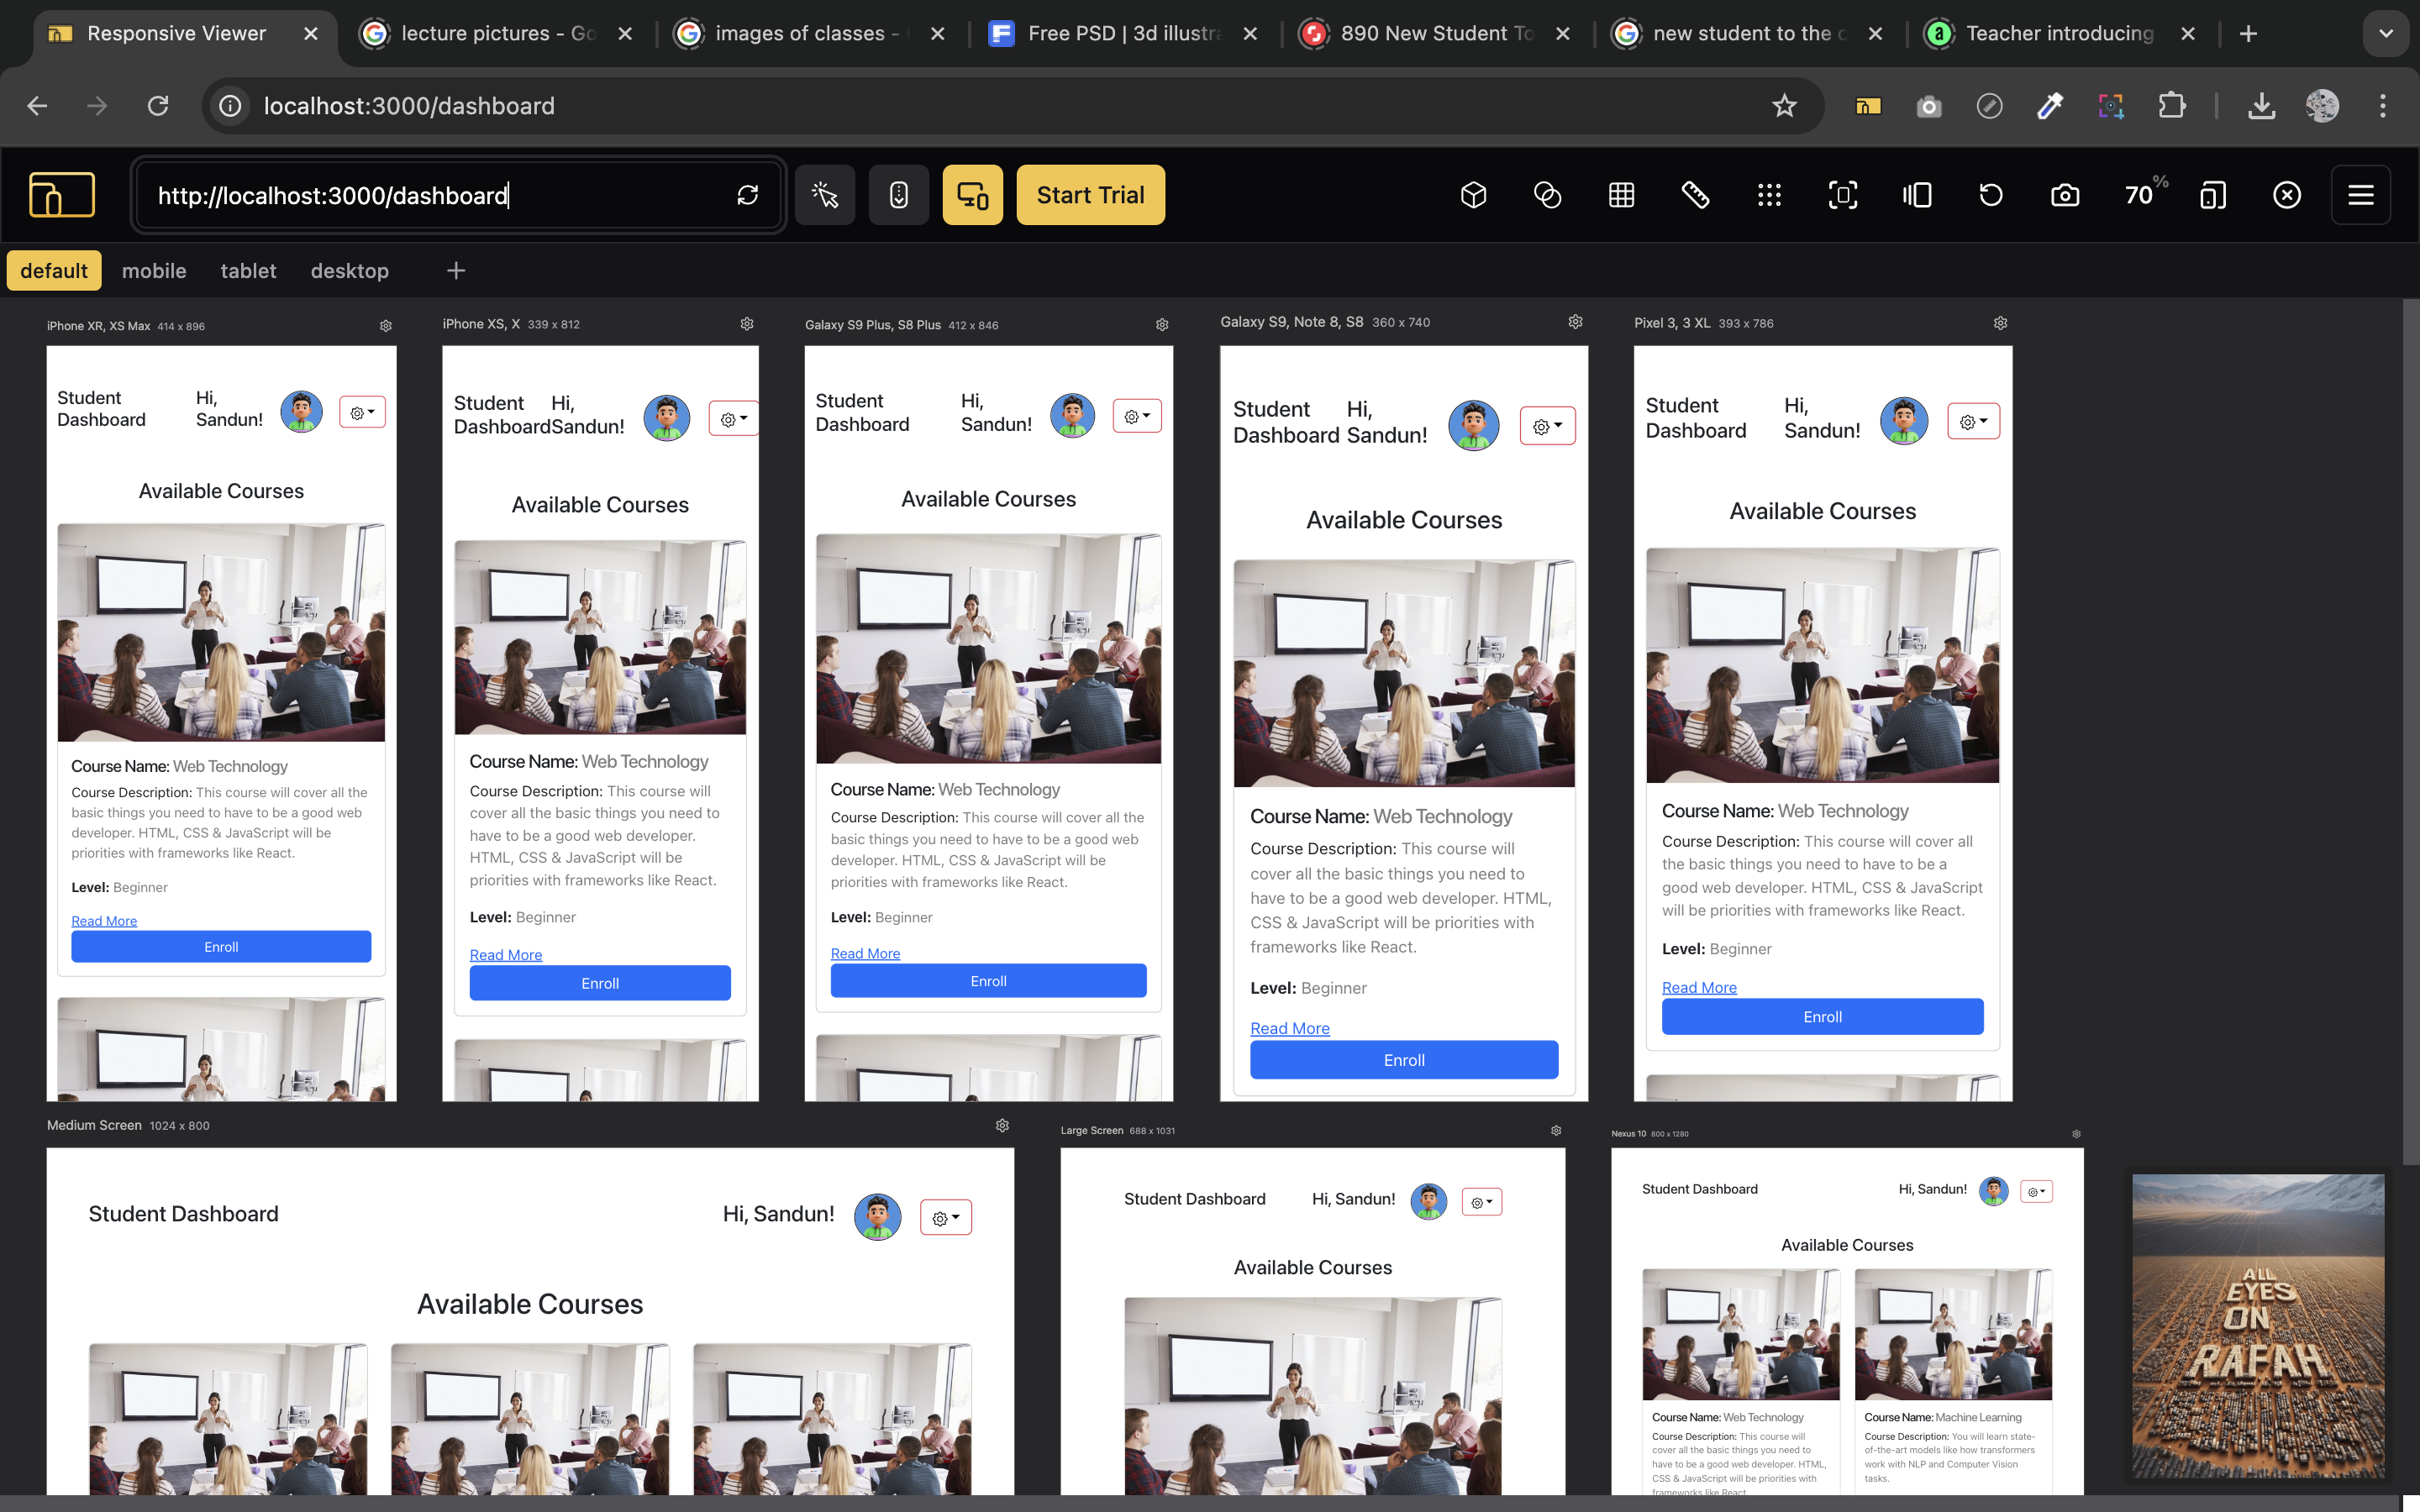 Responsive Viewer
lecture pictures - Go
images of classes -
Free PSD | 3d illustra
890 New Student To
new student to the c
Teacher introducing
localhost:3000/dashboard
http://localhost:3000/dashboard
Start Trial
70%
default
mobile
tablet
desktop
iPhone XR, XS Max 414 x 896
iPhone XS, X 339 x 812
Galaxy S9 Plus, S8 Plus 412 x 846
Galaxy S9, Note 8, S8 360 x 740
Pixel 3, 3 XL 393 x 786
Student
Dashboard
Hi,
Sandun!
Available Courses
Course Name: Web Technology
Course Description: This course will cover all the
basic things you need to have to be a good web
developer. HTML, CSS & JavaScript will be
priorities with frameworks like React.
Level: Beginner
Read More
Enroll
Student
Dashboard
Hi,
Sandun!
Available Courses
Course Name: Web Technology
Course Description: This course will
cover all the basic things you need to
have to be a good web developer.
HTML, CSS & JavaScript will be
priorities with frameworks like React.
Level: Beginner
Read More
Enroll
Student
Dashboard
Hi,
Sandun!
Available Courses
Course Name: Web Technology
Course Description: This course will cover all the
basic things you need to have to be a good web
developer. HTML, CSS & JavaScript will be
priorities with frameworks like React.
Level: Beginner
Read More
Enroll
Student
Dashboard
Hi,
Sandun!
Available Courses
Course Name: Web Technology
Course Description: This course will
cover all the basic things you need to
have to be a good web developer. HTML,
CSS & JavaScript will be priorities with
frameworks like React.
Level: Beginner
Read More
Enroll
Student
Dashboard
Hi,
Sandun!
Available Courses
Course Name: Web Technology
Course Description: This course will cover all
the basic things you need to have to be a
good web developer. HTML, CSS & JavaScript
will be priorities with frameworks like React.
Level: Beginner
Read More
Enroll
Medium Screen 1024 x 800
Student Dashboard
Hi, Sandun!
Available Courses
Large Screen 688 x 1031
Student Dashboard
Hi, Sandun!
Available Courses
Nexus 10 800 x 1280
Student Dashboard
Hi, Sandun!
Available Courses
Course Name: Web Technology
Course Description: This course will
cover all the basic things you need to
have to be a good web developer. HTML,
CSS & JavaScript will be priorities with
frameworks like React.
Course Name: Machine Learning
Course Description: You will learn state-
of-the-art models like how transformers
work with NLP and Computer Vision
tasks.
ALL
EYES
ON
RAFAH